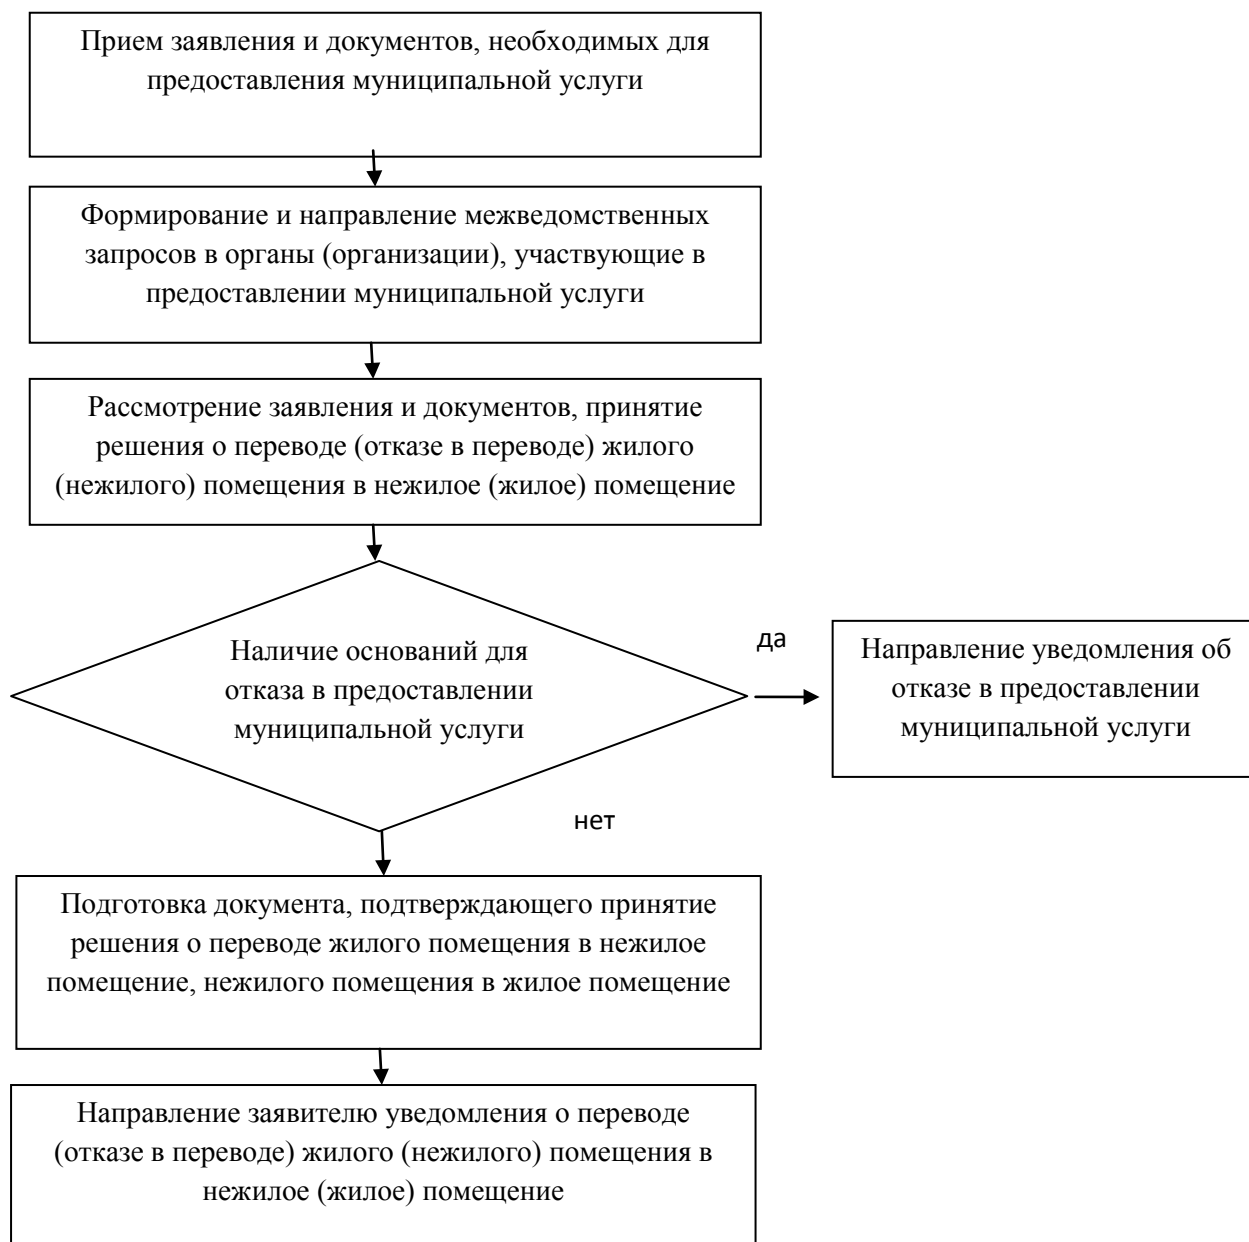 Прием заявления и документов, необходимых для
предоставления муниципальной услуги
Формирование и направление межведомственных
запросов в органы (организации), участвующие в
предоставлении муниципальной услуги
Рассмотрение заявления и документов, принятие
решения о переводе (отказе в переводе) жилого
(нежилого) помещения в нежилое (жилое) помещение
Наличие оснований для
отказа в предоставлении
муниципальной услуги
да
Направление уведомления об
отказе в предоставлении
муниципальной услуги
нет
Подготовка документа, подтверждающего принятие
решения о переводе жилого помещения в нежилое
помещение, нежилого помещения в жилое помещение
Направление заявителю уведомления о переводе
(отказе в переводе) жилого (нежилого) помещения в
нежилое (жилое) помещение